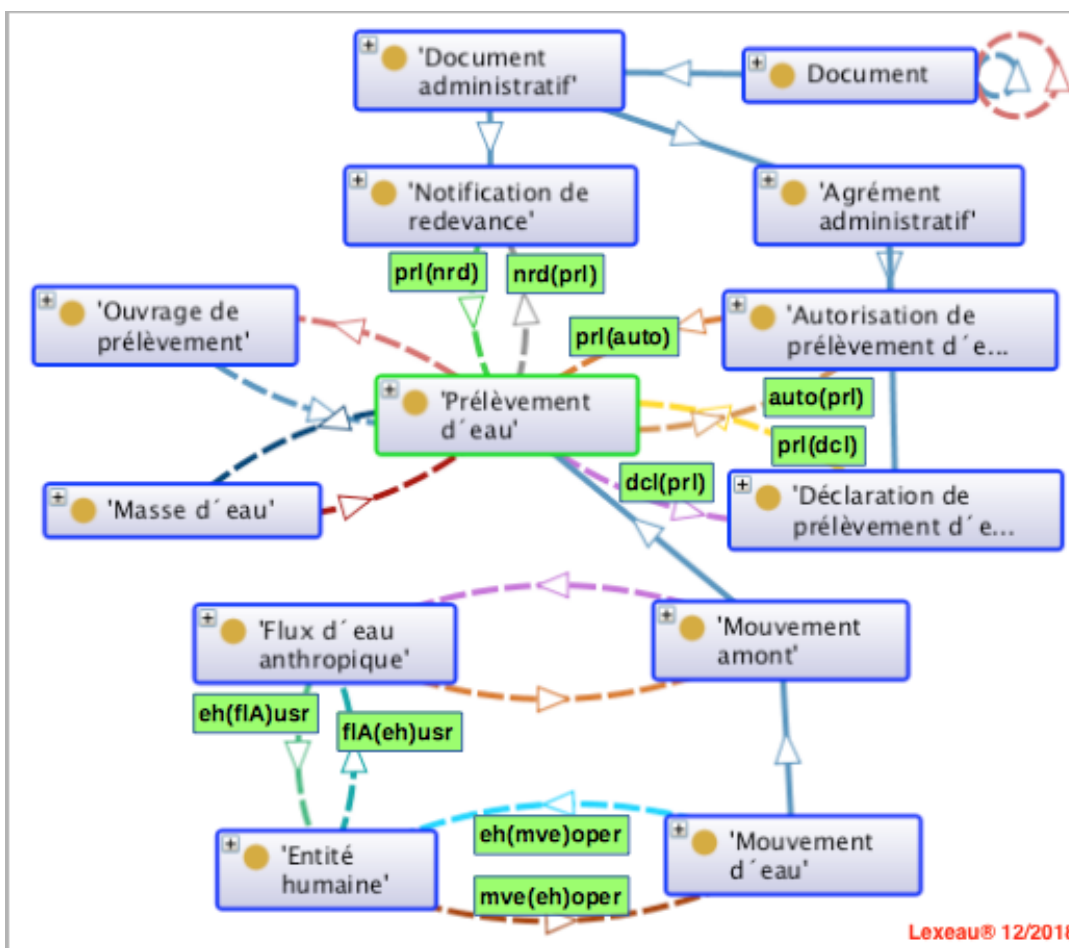 'Document
administratif'
Document
'Notification de
redevance'
'Agrément
administratif'
prl(nrd)
nrd(prl)
'Ouvrage de
prélèvement'
prl(auto)
'Autorisation de
prélèvement d´e...
'Prélèvement
d´eau'
auto(prl)
prl(dcl)
dcl(prl)
'Masse d´eau'
'Déclaration de
prélèvement d´e...
'Flux d´eau
anthropique'
'Mouvement
amont'
eh(flA)usr
flA(eh)usr
eh(mve)oper
'Entité
humaine'
'Mouvement
d´eau'
mve(eh)oper
Lexeau® 12/2018